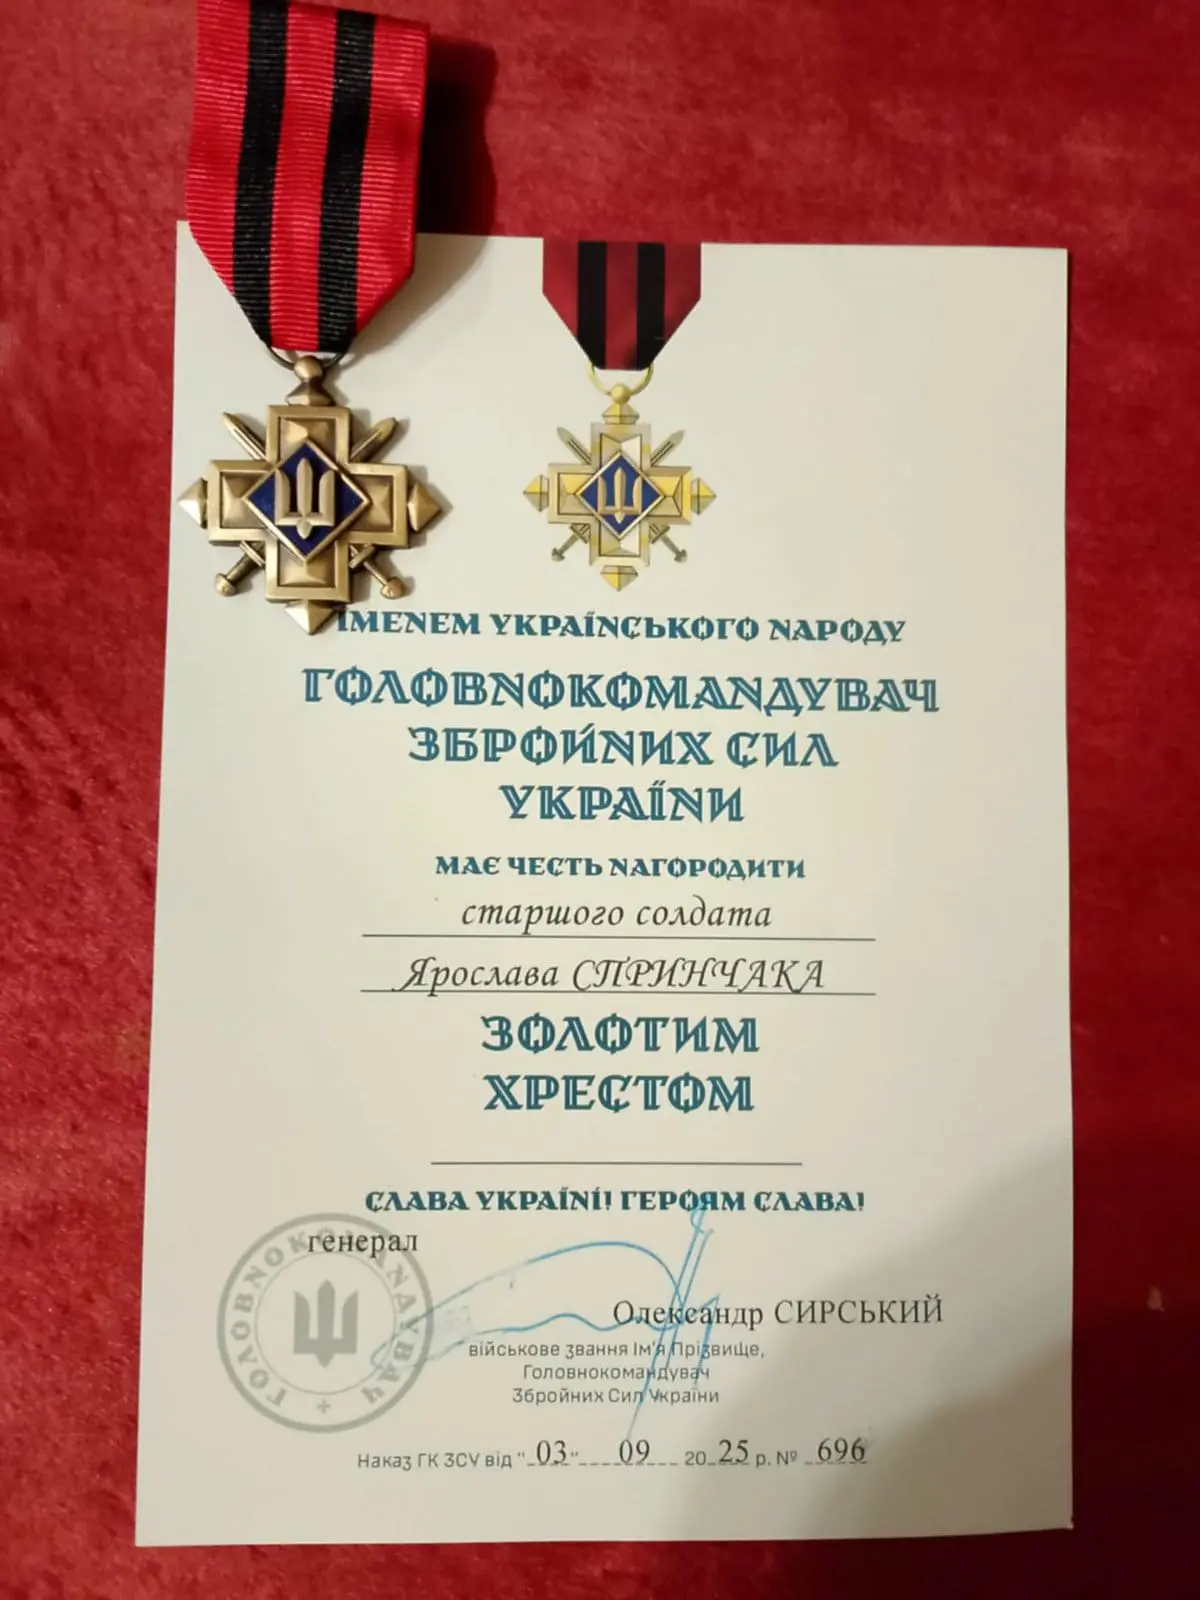 ІМЕНЕМ УКРАЇНСЬКОГО НАРОДУ
ГОЛОВНОКОМАНДУВАЧ
ЗБРОЙНИХ СИЛ
УКРАЇНИ
МАЄ ЧЕСТЬ НАГОРОДИТИ
старшого солдата
Ярослава СПРИНЧАКА
ЗОЛОТИМ
ХРЕСТОМ
СЛАВА УКРАЇНІ! ГЕРОЯМ СЛАВА!
генерал
ГОЛОВНОКОМАНДУВАЧ
Олександр СИРСЬКИЙ
військове звання Ім'я Прізвище,
Головнокомандувач
Збройних Сил України
Наказ ГК ЗСУ від "03" 09 2025 р. № 696